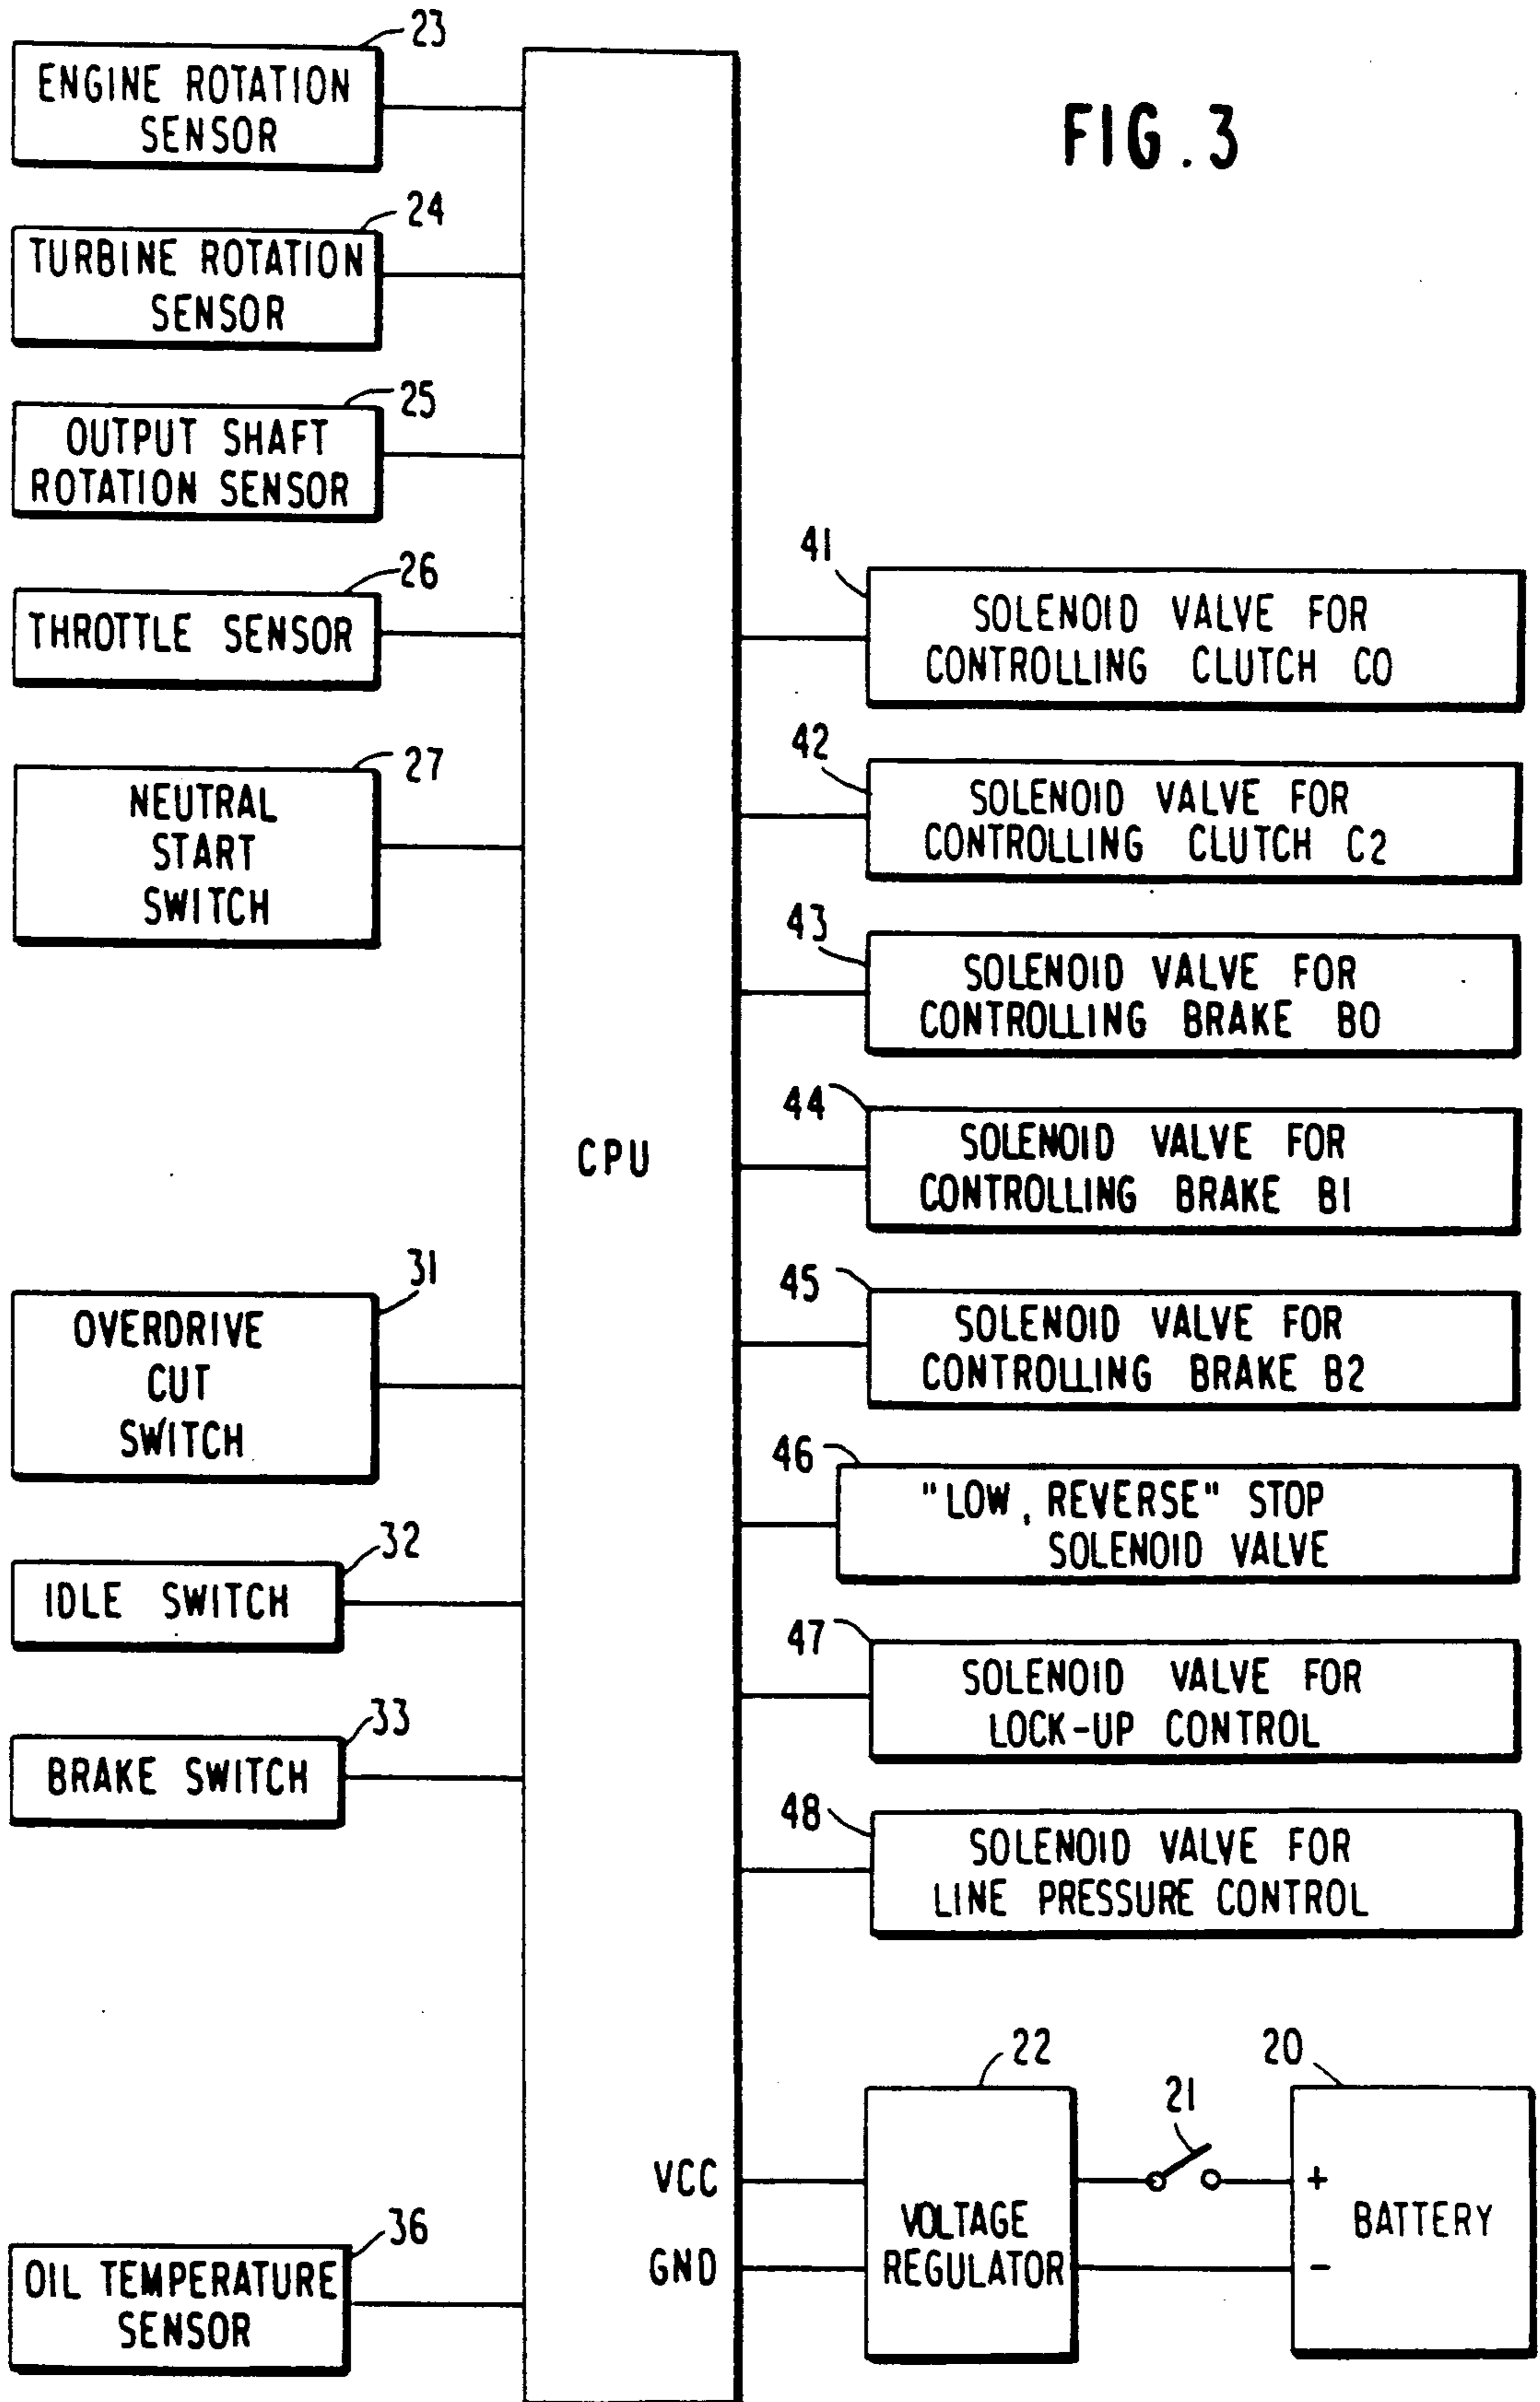 FIG. 3
23
ENGINE ROTATION
SENSOR
24
TURBINE ROTATION
SENSOR
25
OUTPUT SHAFT
ROTATION SENSOR
26
THROTTLE SENSOR
27
NEUTRAL
START
SWITCH
31
OVERDRIVE
CUT
SWITCH
32
IDLE SWITCH
33
BRAKE SWITCH
36
OIL TEMPERATURE
SENSOR
CPU
VCC
GND
41
SOLENOID VALVE FOR
CONTROLLING CLUTCH C0
42
SOLENOID VALVE FOR
CONTROLLING CLUTCH C2
43
SOLENOID VALVE FOR
CONTROLLING BRAKE B0
44
SOLENOID VALVE FOR
CONTROLLING BRAKE B1
45
SOLENOID VALVE FOR
CONTROLLING BRAKE B2
46
"LOW, REVERSE" STOP
SOLENOID VALVE
47
SOLENOID VALVE FOR
LOCK-UP CONTROL
48
SOLENOID VALVE FOR
LINE PRESSURE CONTROL
22
VOLTAGE
REGULATOR
21
20
+
BATTERY
-